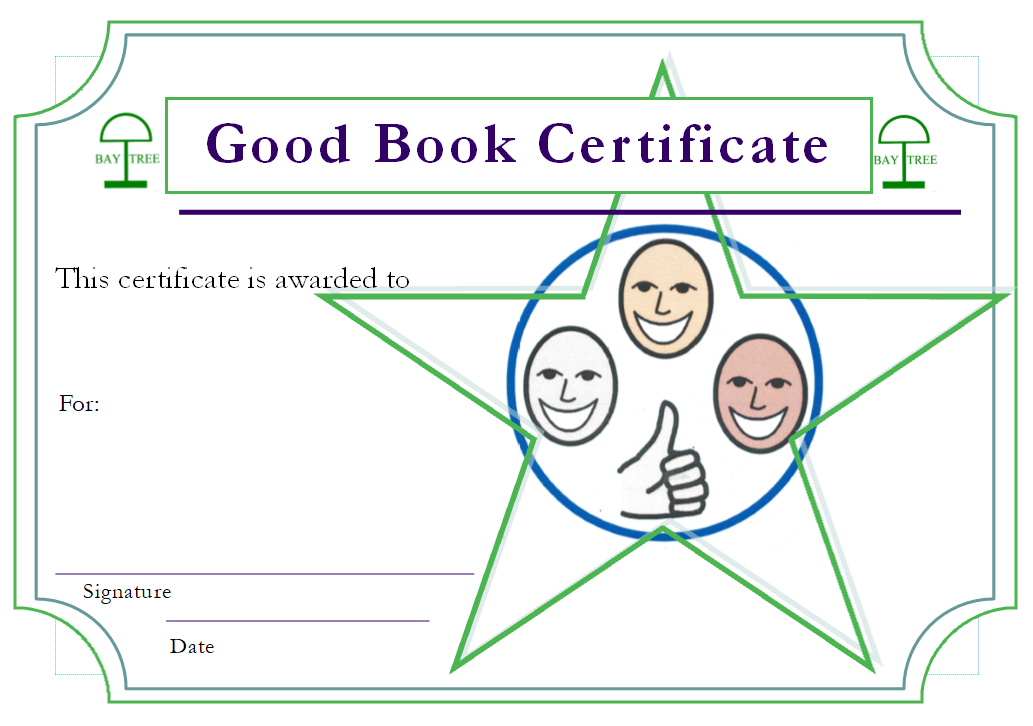 Good Book Certificate
BAY TREE
BAY TREE
This certificate is awarded to
For:
Signature
Date